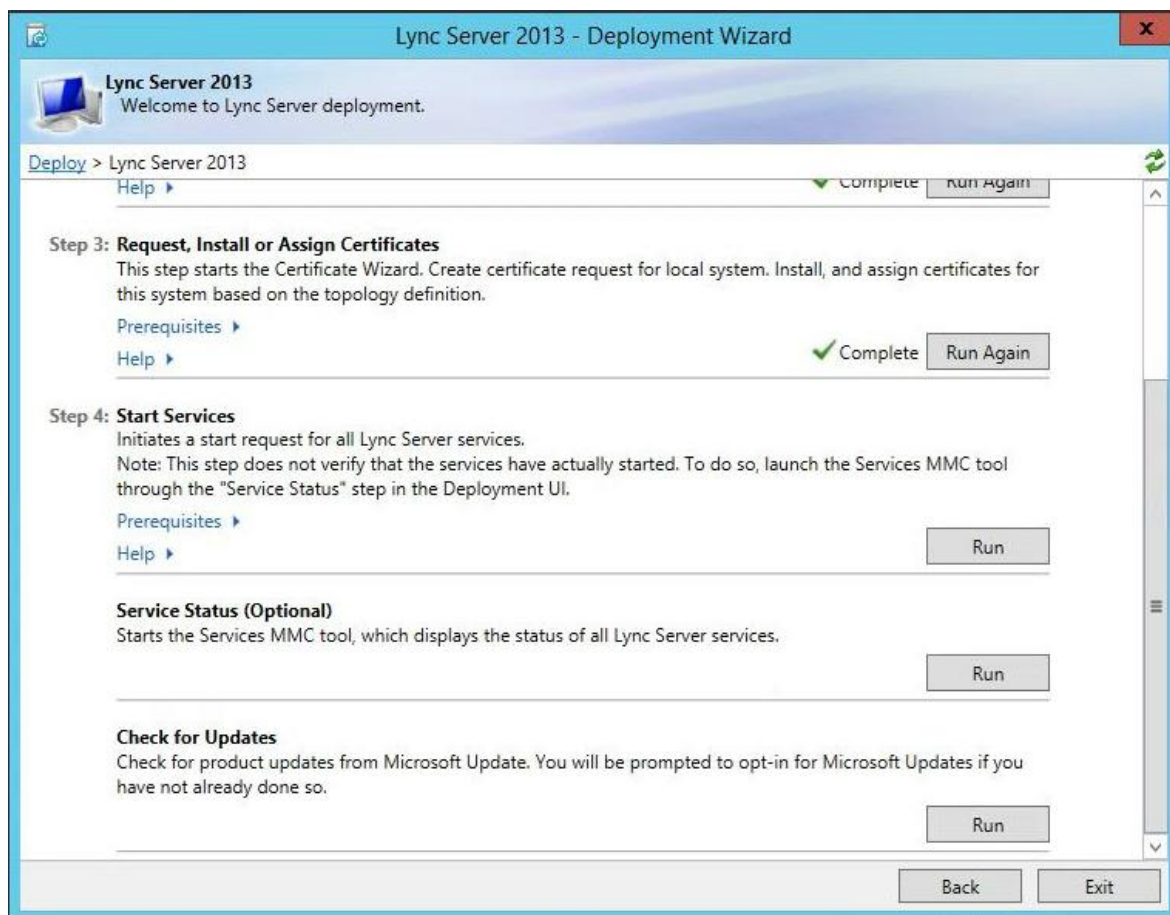 Lync Server 2013 - Deployment Wizard
x
Lync Server 2013
Welcome to Lync Server deployment.
Deploy > Lync Server 2013
Help
Complete Run Again
Step 3: Request, Install or Assign Certificates
This step starts the Certificate Wizard. Create certificate request for local system. Install, and assign certificates for
this system based on the topology definition.
Prerequisites
Help
Complete Run Again
Step 4: Start Services
Initiates a start request for all Lync Server services.
Note: This step does not verify that the services have actually started. To do so, launch the Services MMC tool
through the "Service Status" step in the Deployment UI.
Prerequisites
Help
Run
Service Status (Optional)
Starts the Services MMC tool, which displays the status of all Lync Server services.
Run
Check for Updates
Check for product updates from Microsoft Update. You will be prompted to opt-in for Microsoft Updates if you
have not already done so.
Run
Back Exit